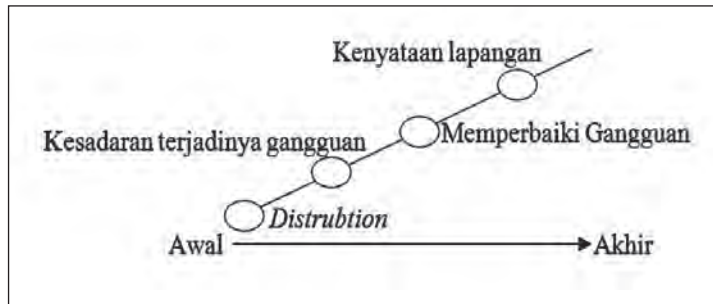 Kenyataan lapangan
Memperbaiki Gangguan
Kesadaran terjadinya gangguan
Distrubtion
Awal
Akhir